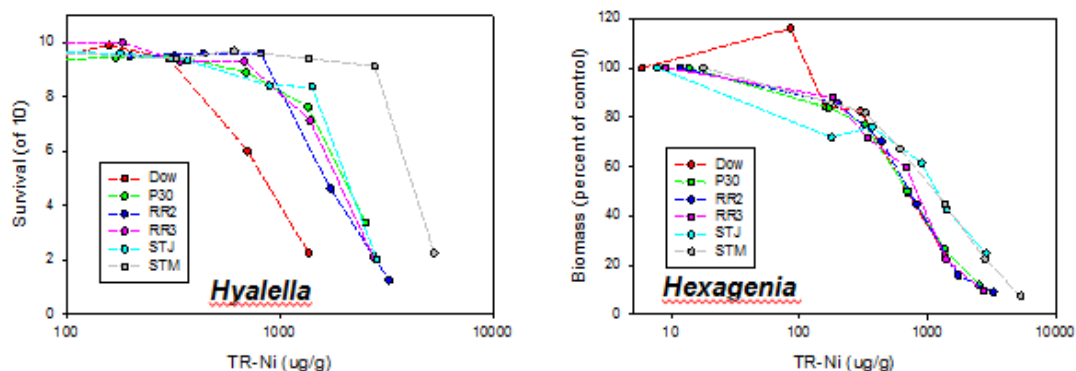 Survival (of 10)
10
8
6
4
2
0
Dow
P30
RR2
RR3
STJ
STM
Hyalella
100
1000
10000
TR-Ni (ug/g)
Biomass (percent of control)
120
100
80
60
40
20
0
Dow
P30
RR2
RR3
STJ
STM
Hexagenia
10
100
1000
10000
TR-Ni (ug/g)